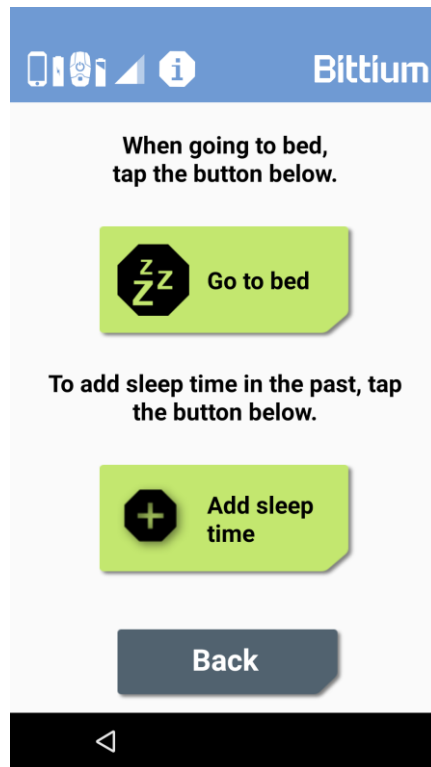 i
Bittium
When going to bed,
tap the button below.
z z
Z
Go to bed
To add sleep time in the past, tap
the button below.
Add sleep
time
Back